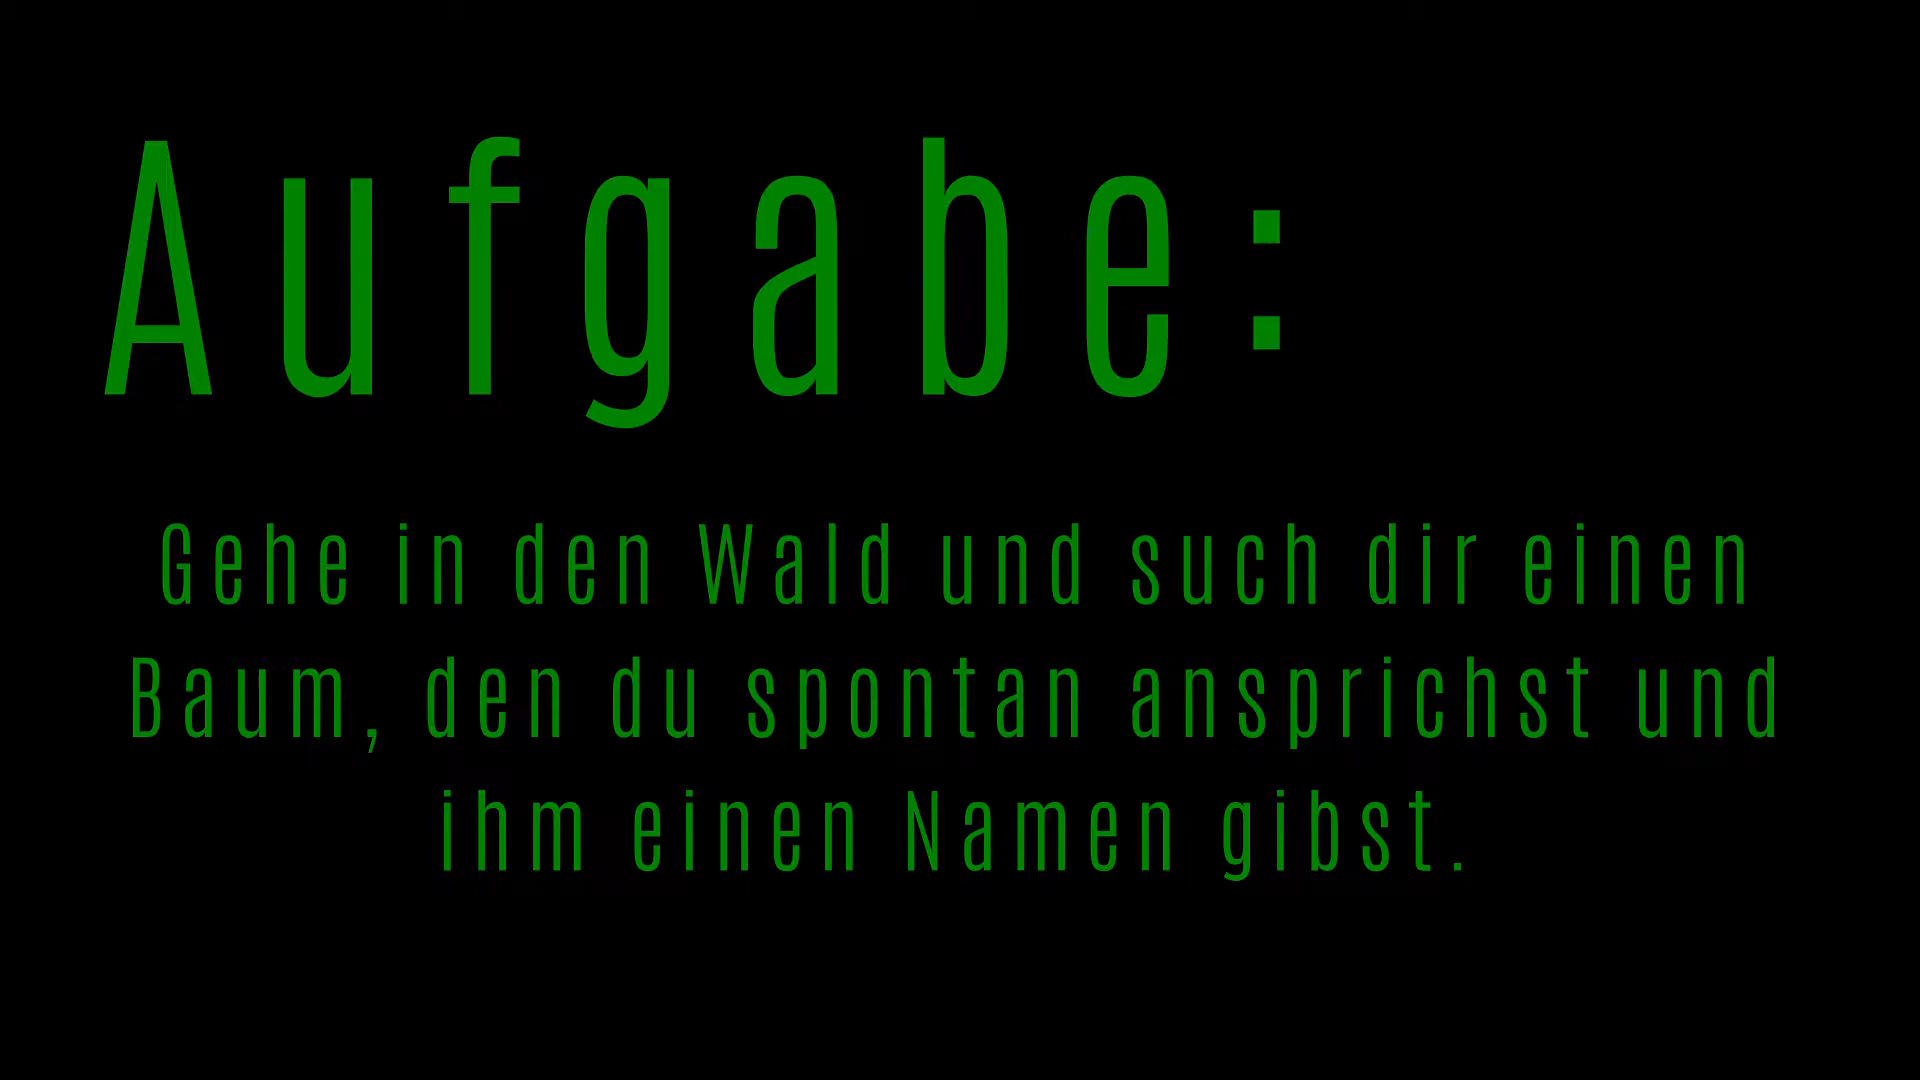 Aufgabe:
Gehe in den Wald und such dir einen
Baum, den du spontan ansprichst und
ihm einen Namen gibst.